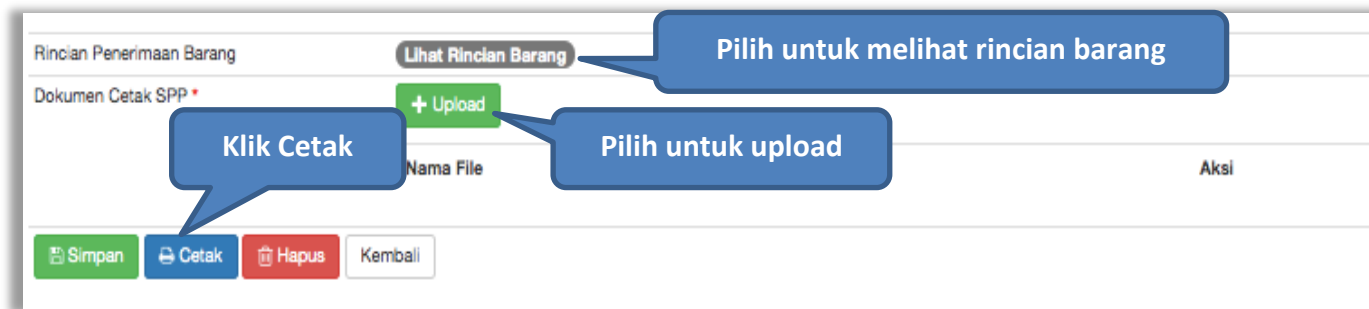 Rincian Penerimaan Barang
Lihat Rincian Barang
Pilih untuk melihat rincian barang
Dokumen Cetak SPP *
+ Upload
Klik Cetak
Pilih untuk upload
Nama File
Aksi
Simpan
Cetak
Hapus
Kembali